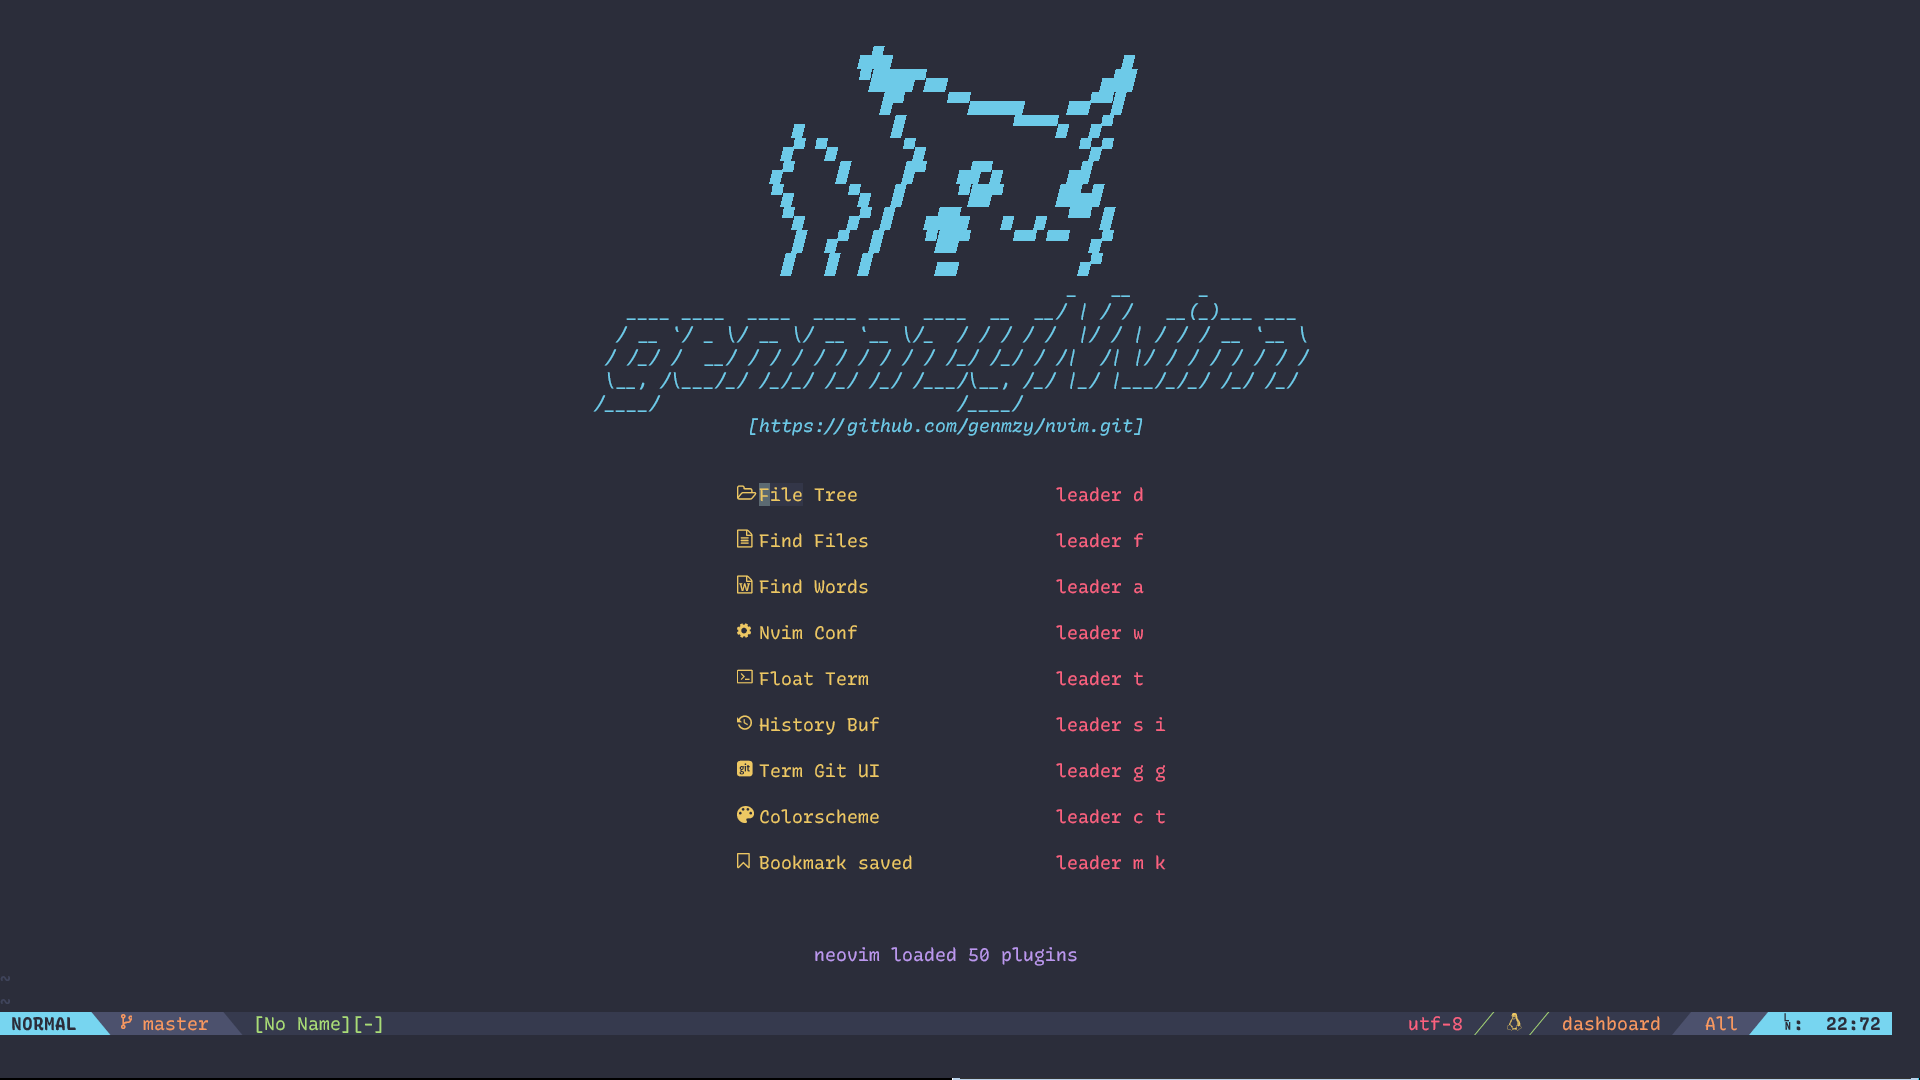 genmzyNvim
[https://github.com/genmzy/nvim.git]
File Tree leader d
Find Files leader f
Find Words leader a
Nvim Conf leader w
Float Term leader t
History Buf leader s i
Term Git UI leader g g
Colorscheme leader c t
Bookmark saved leader m k
neovim loaded 50 plugins
~
~
NORMAL master [No Name][-] utf-8 dashboard All LN: 22:72